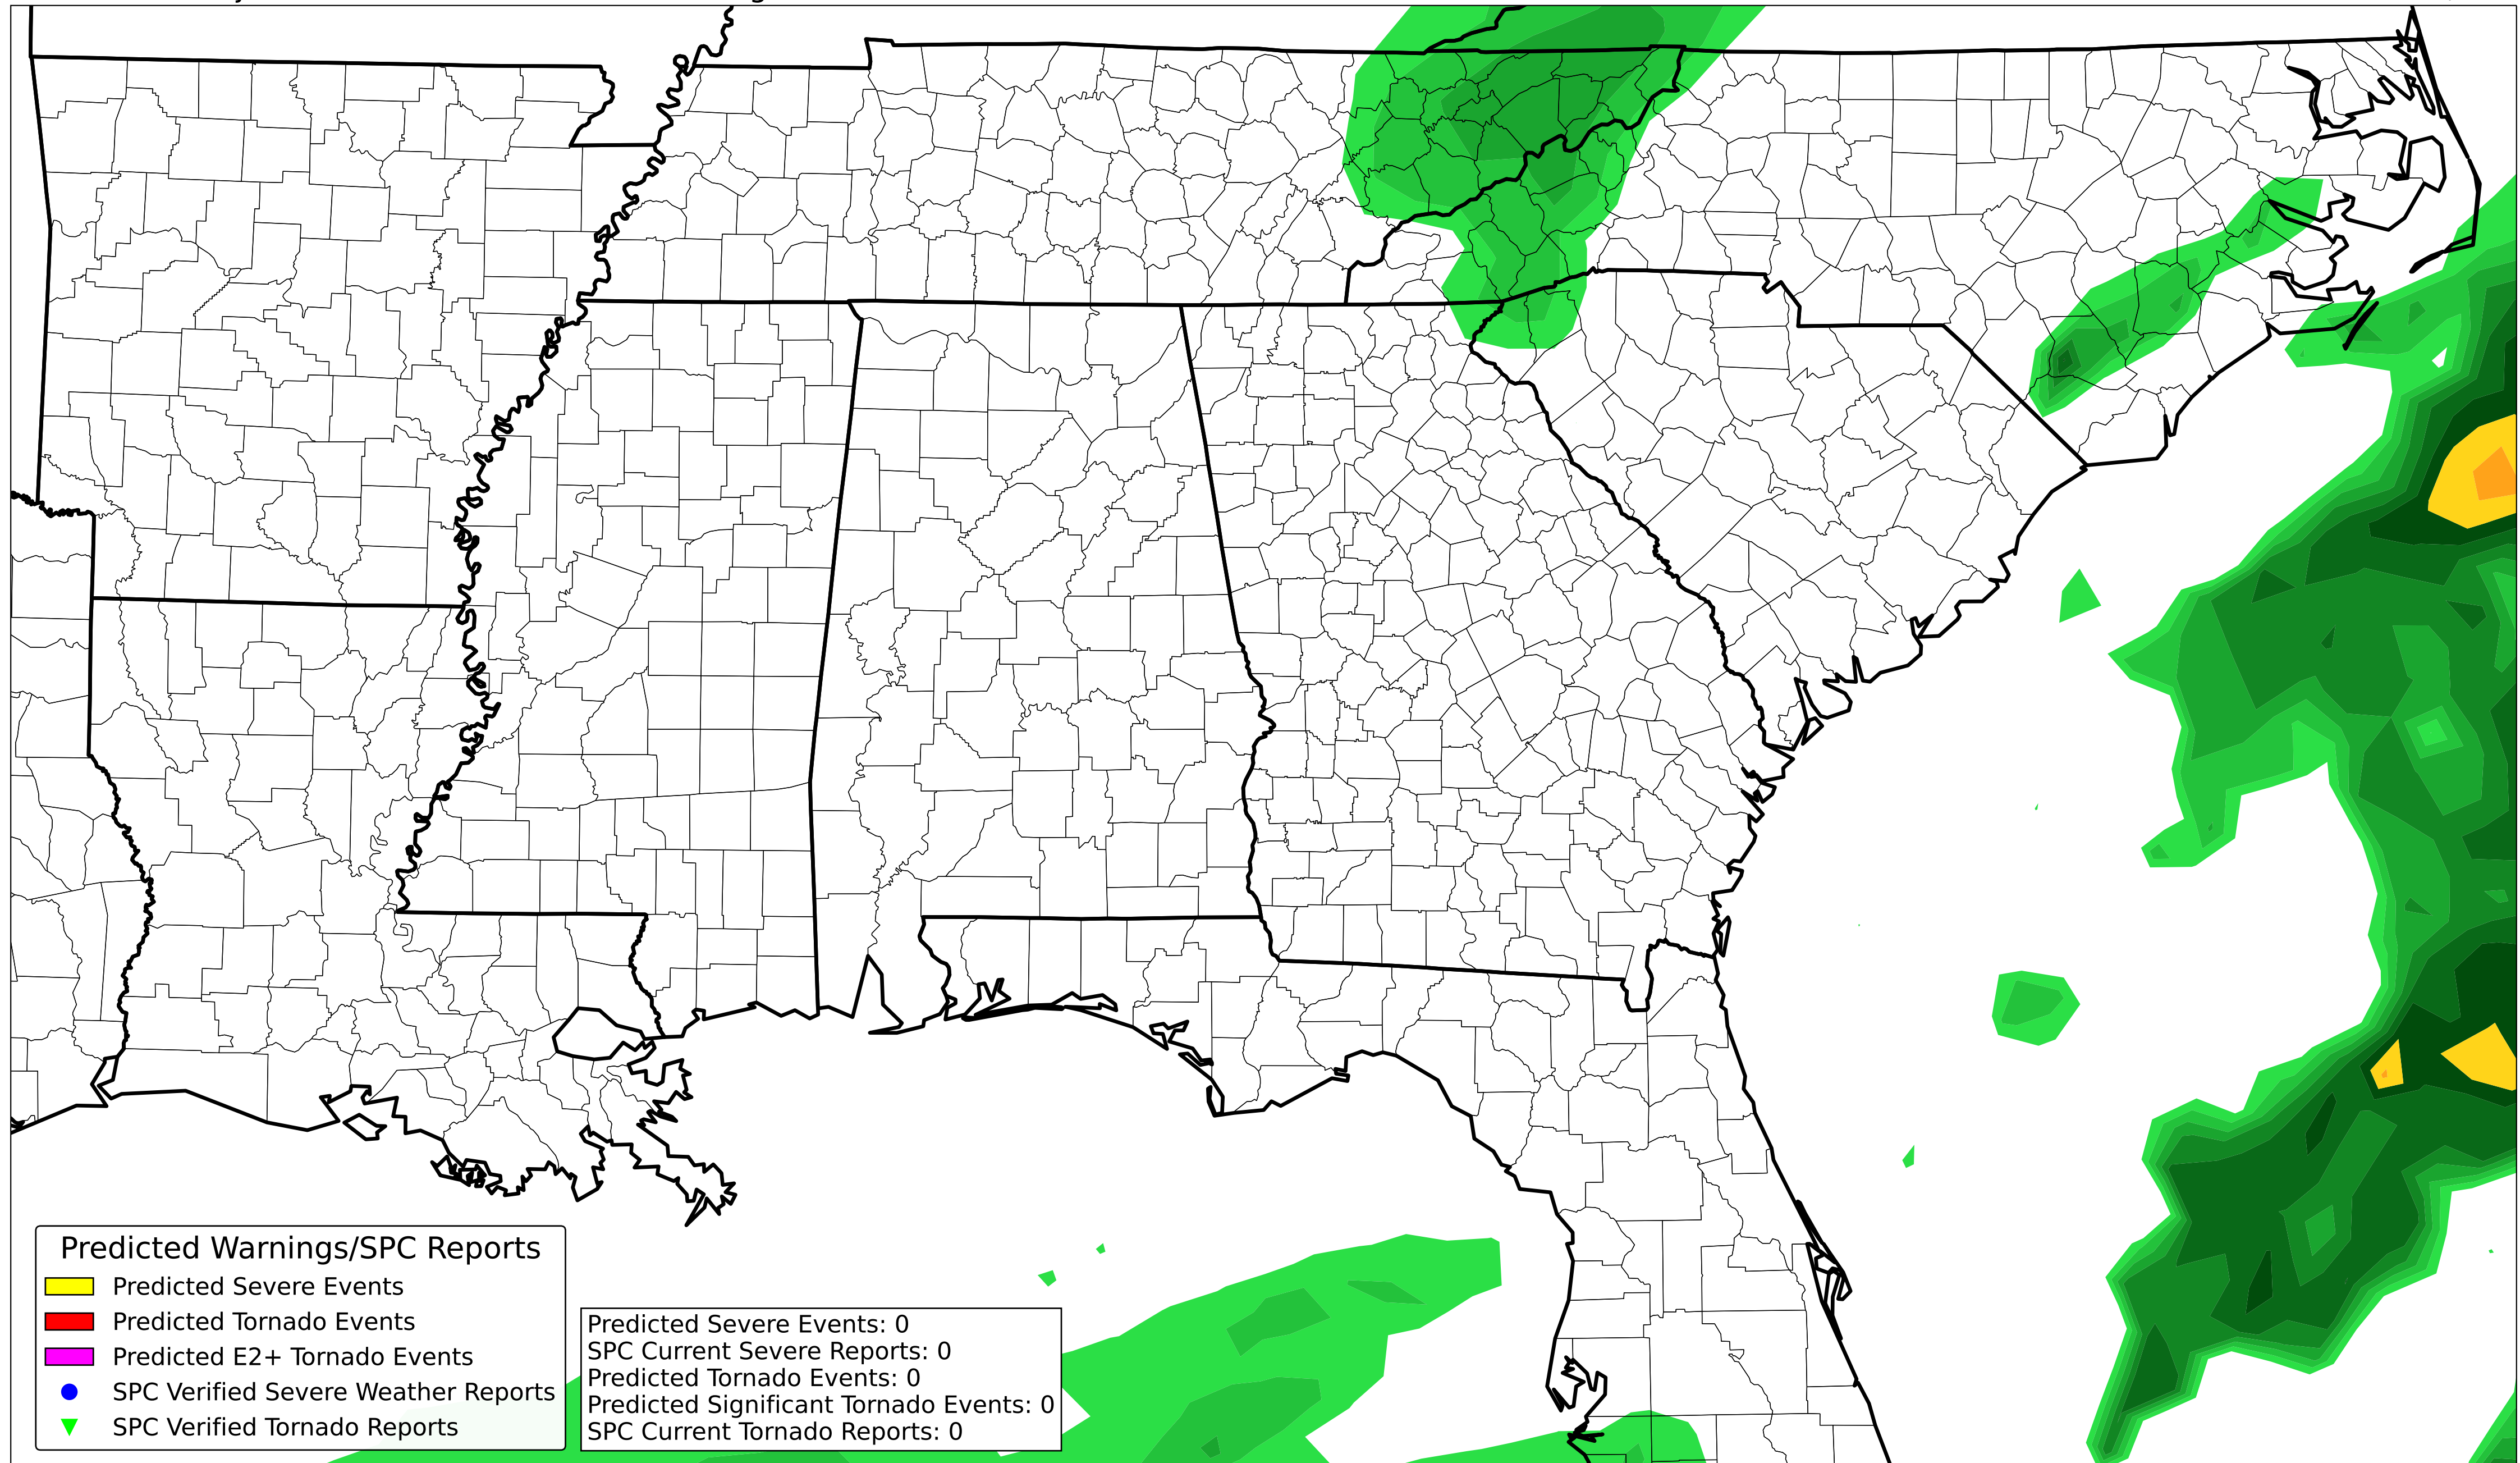 Predicted Warnings/SPC Reports
Predicted Severe Events
Predicted Tornado Events
Predicted E2+ Tornado Events
SPC Verified Severe Weather Reports
SPC Verified Tornado Reports
Predicted Severe Events: 0
SPC Current Severe Reports: 0
Predicted Tornado Events: 0
Predicted Significant Tornado Events: 0
SPC Current Tornado Reports: 0